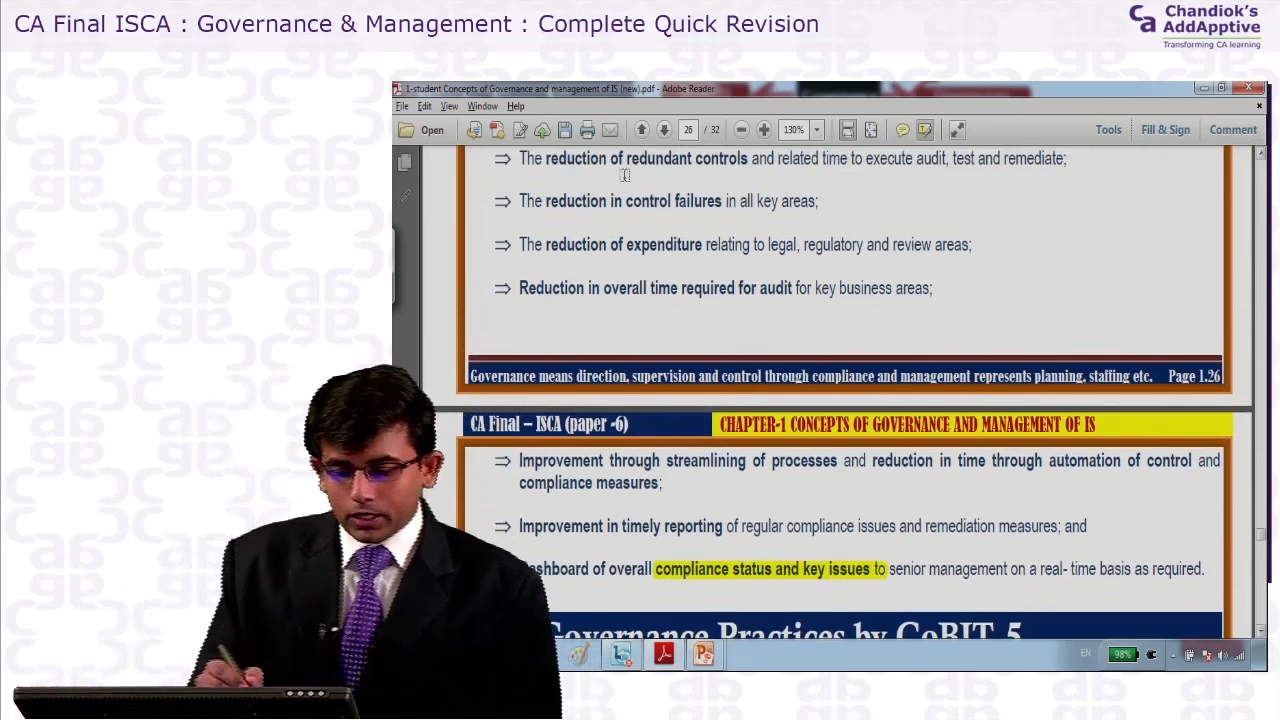 CA Final ISCA : Governance & Management : Complete Quick Revision
Chandiok's
AddApptive
Transforming CA learning
1-student Concepts of Governance and management of IS (new).pdf - Adobe Reader
File Edit View Window Help
Open 26 / 32 130% Tools Fill & Sign Comment
The reduction of redundant controls and related time to execute audit, test and remediate;
The reduction in control failures in all key areas;
The reduction of expenditure relating to legal, regulatory and review areas;
Reduction in overall time required for audit for key business areas;
Governance means direction, supervision and control through compliance and management represents planning, staffing etc. Page 1.26
CA Final – ISCA (paper -6) CHAPTER-1 CONCEPTS OF GOVERNANCE AND MANAGEMENT OF IS
Improvement through streamlining of processes and reduction in time through automation of control and
compliance measures;
Improvement in timely reporting of regular compliance issues and remediation measures; and
ashboard of overall compliance status and key issues to senior management on a real- time basis as required.
Governance Practices by CoBIT 5
EN 98%